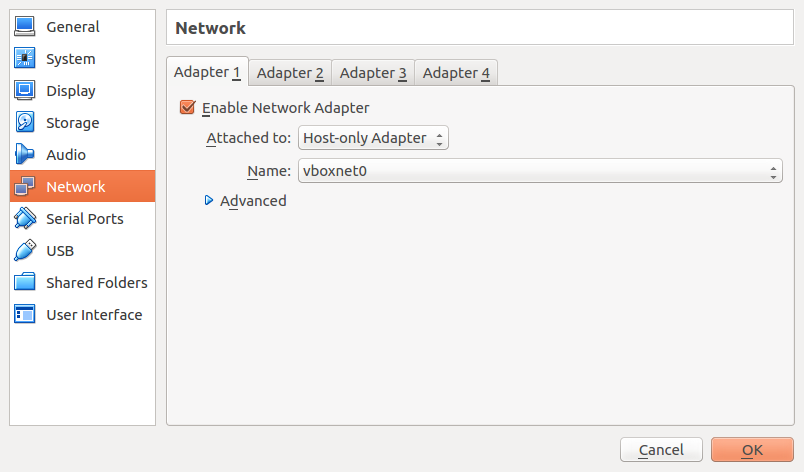 General
System
Display
Storage
Audio
Network
Serial Ports
USB
Shared Folders
User Interface
Network
Adapter 1
Adapter 2
Adapter 3
Adapter 4
Enable Network Adapter
Attached to: Host-only Adapter
Name: vboxnet0
Advanced
Cancel
OK